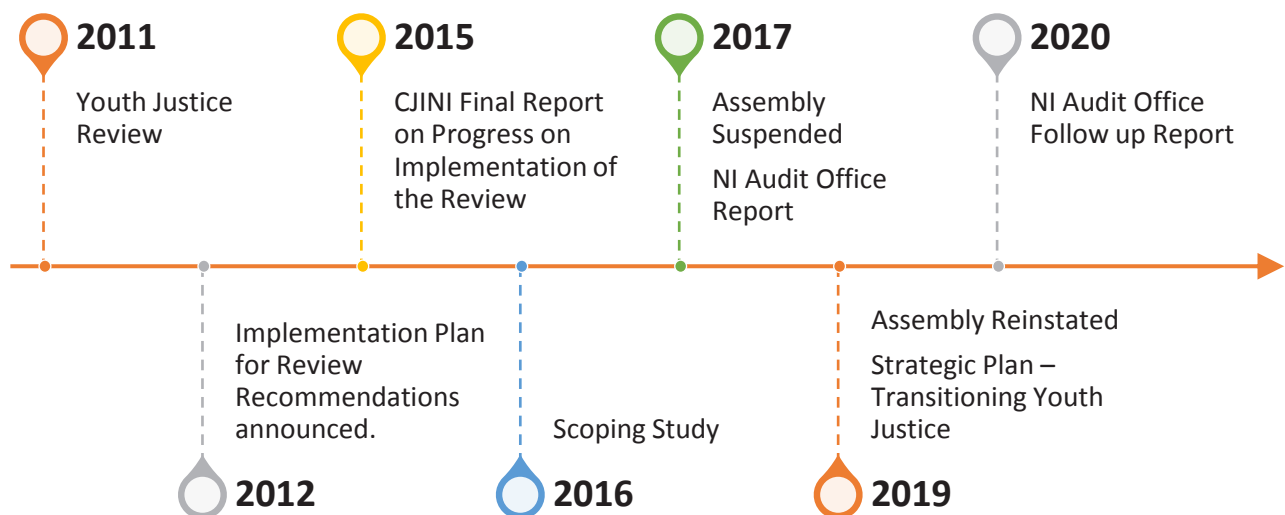 2011
Youth Justice
Review
2015
CJINI Final Report
on Progress on
Implementation of
the Review
2017
Assembly
Suspended
NI Audit Office
Report
2020
NI Audit Office
Follow up Report
Implementation Plan
for Review
Recommendations
announced.
2012
Scoping Study
2016
Assembly Reinstated
Strategic Plan –
Transitioning Youth
Justice
2019